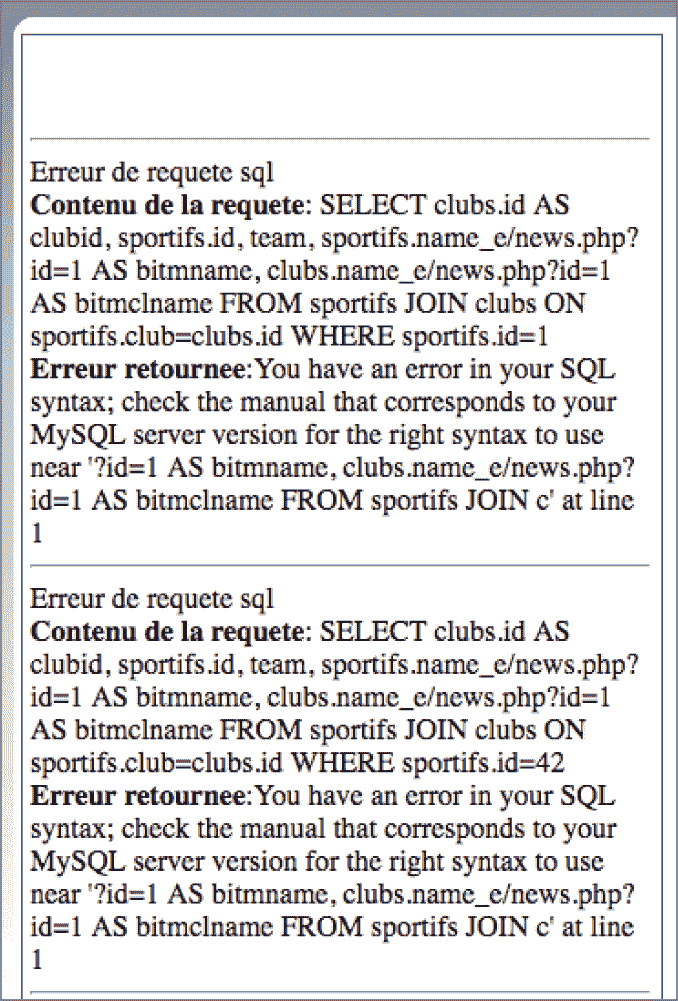 Erreur de requete sql
Contenu de la requete: SELECT clubs.id AS
clubid, sportifs.id, team, sportifs.name_e/news.php?
id=1 AS bitmname, clubs.name_e/news.php?id=1
AS bitmclname FROM sportifs JOIN clubs ON
sportifs.club=clubs.id WHERE sportifs.id=1
Erreur retournee:You have an error in your SQL
syntax; check the manual that corresponds to your
MySQL server version for the right syntax to use
near '?id=1 AS bitmname, clubs.name_e/news.php?
id=1 AS bitmclname FROM sportifs JOIN c' at line
1
Erreur de requete sql
Contenu de la requete: SELECT clubs.id AS
clubid, sportifs.id, team, sportifs.name_e/news.php?
id=1 AS bitmname, clubs.name_e/news.php?id=1
AS bitmclname FROM sportifs JOIN clubs ON
sportifs.club=clubs.id WHERE sportifs.id=42
Erreur retournee:You have an error in your SQL
syntax; check the manual that corresponds to your
MySQL server version for the right syntax to use
near '?id=1 AS bitmname, clubs.name_e/news.php?
id=1 AS bitmclname FROM sportifs JOIN c' at line
1